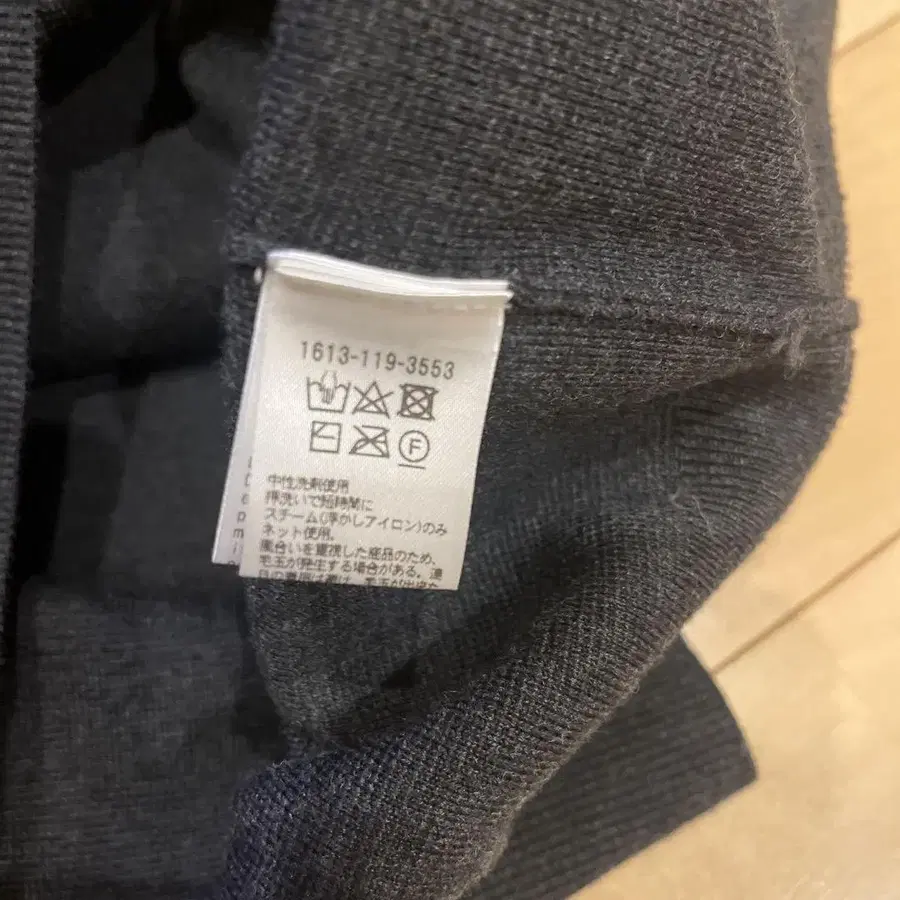 1613-119-3553
F
中性洗剤使用
押洗いで短時間に
スチーム(浮かしアイロン)のみ
ネット使用。
風合いを重視した商品のため、
毛玉が発生する場合がある。連
e
p
m